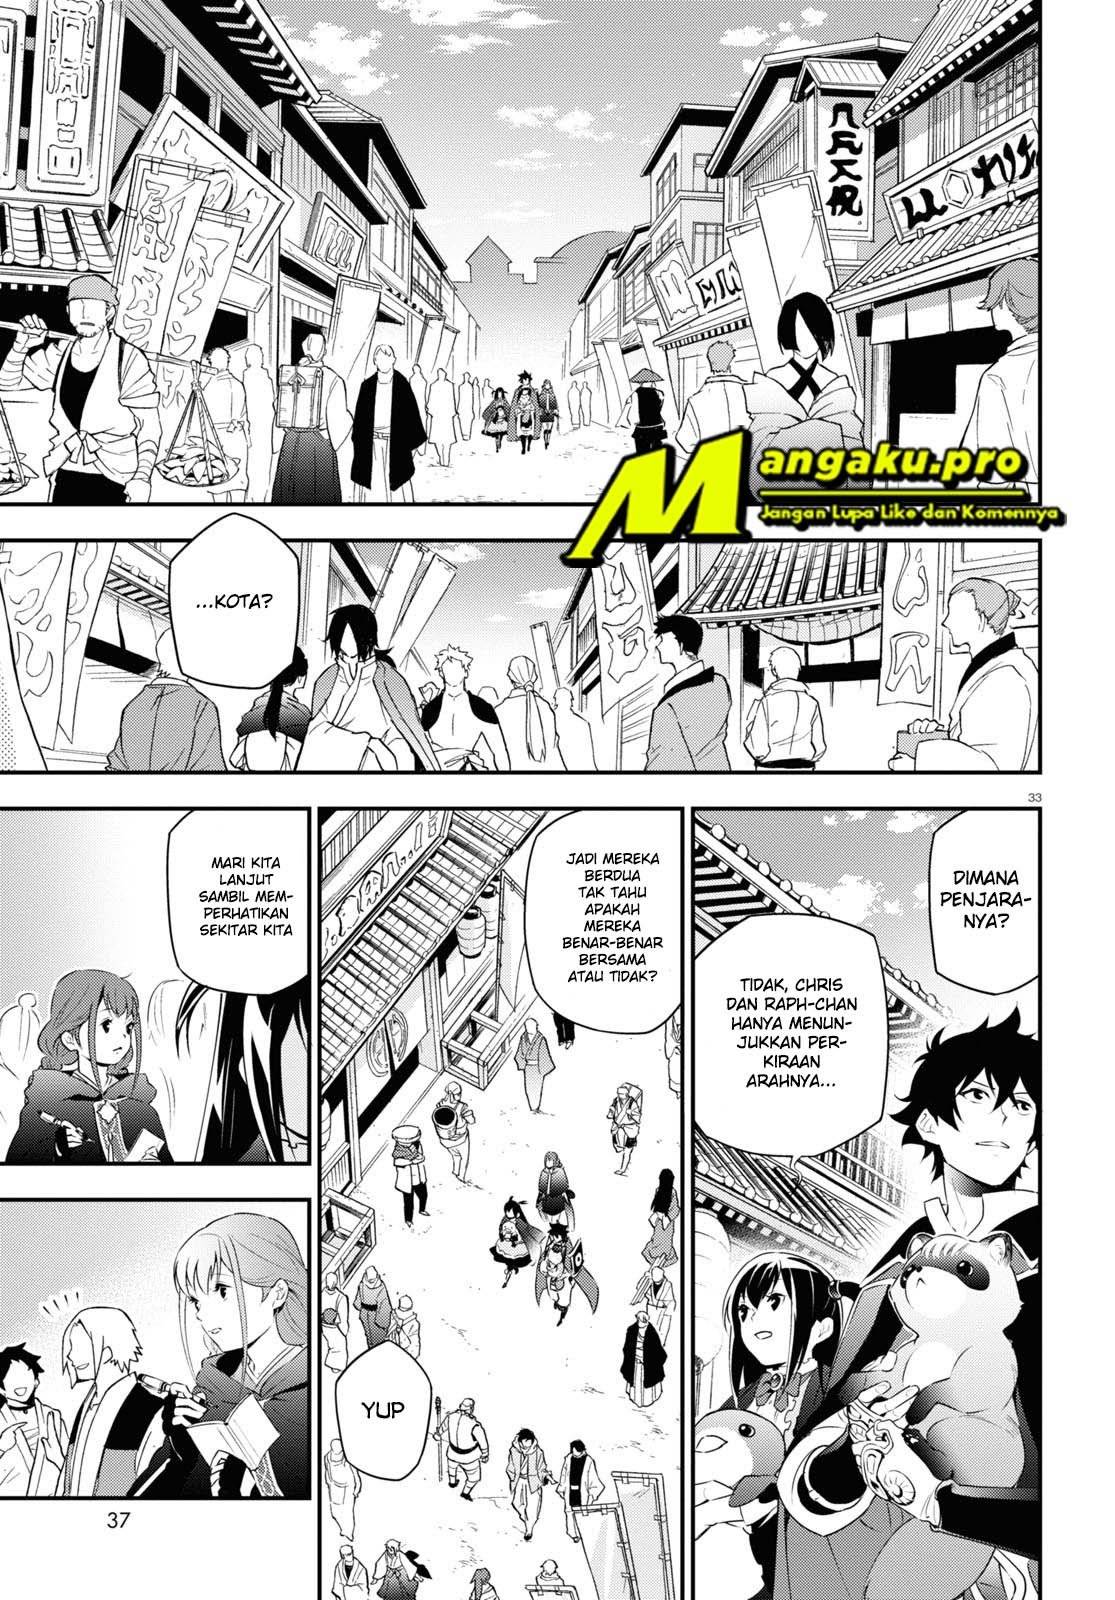 Mangaku.pro
Jangan Lupa Like dan Komennya
...KOTA?
33
DIMANA
PENJARA-
NYA?
TIDAK, CHRIS
DAN RAPH-CHAN
HANYA MENUN-
JUKKAN PER-
KIRAAN
ARAHNYA...
JADI MEREKA
BERDUA
TAK TAHU
APAKAH
MEREKA
BENAR-BENAR
BERSAMA
ATAU TIDAK?
YUP
MARI KITA
LANJUT
SAMBIL MEM-
PERHATIKAN
SEKITAR KITA
37